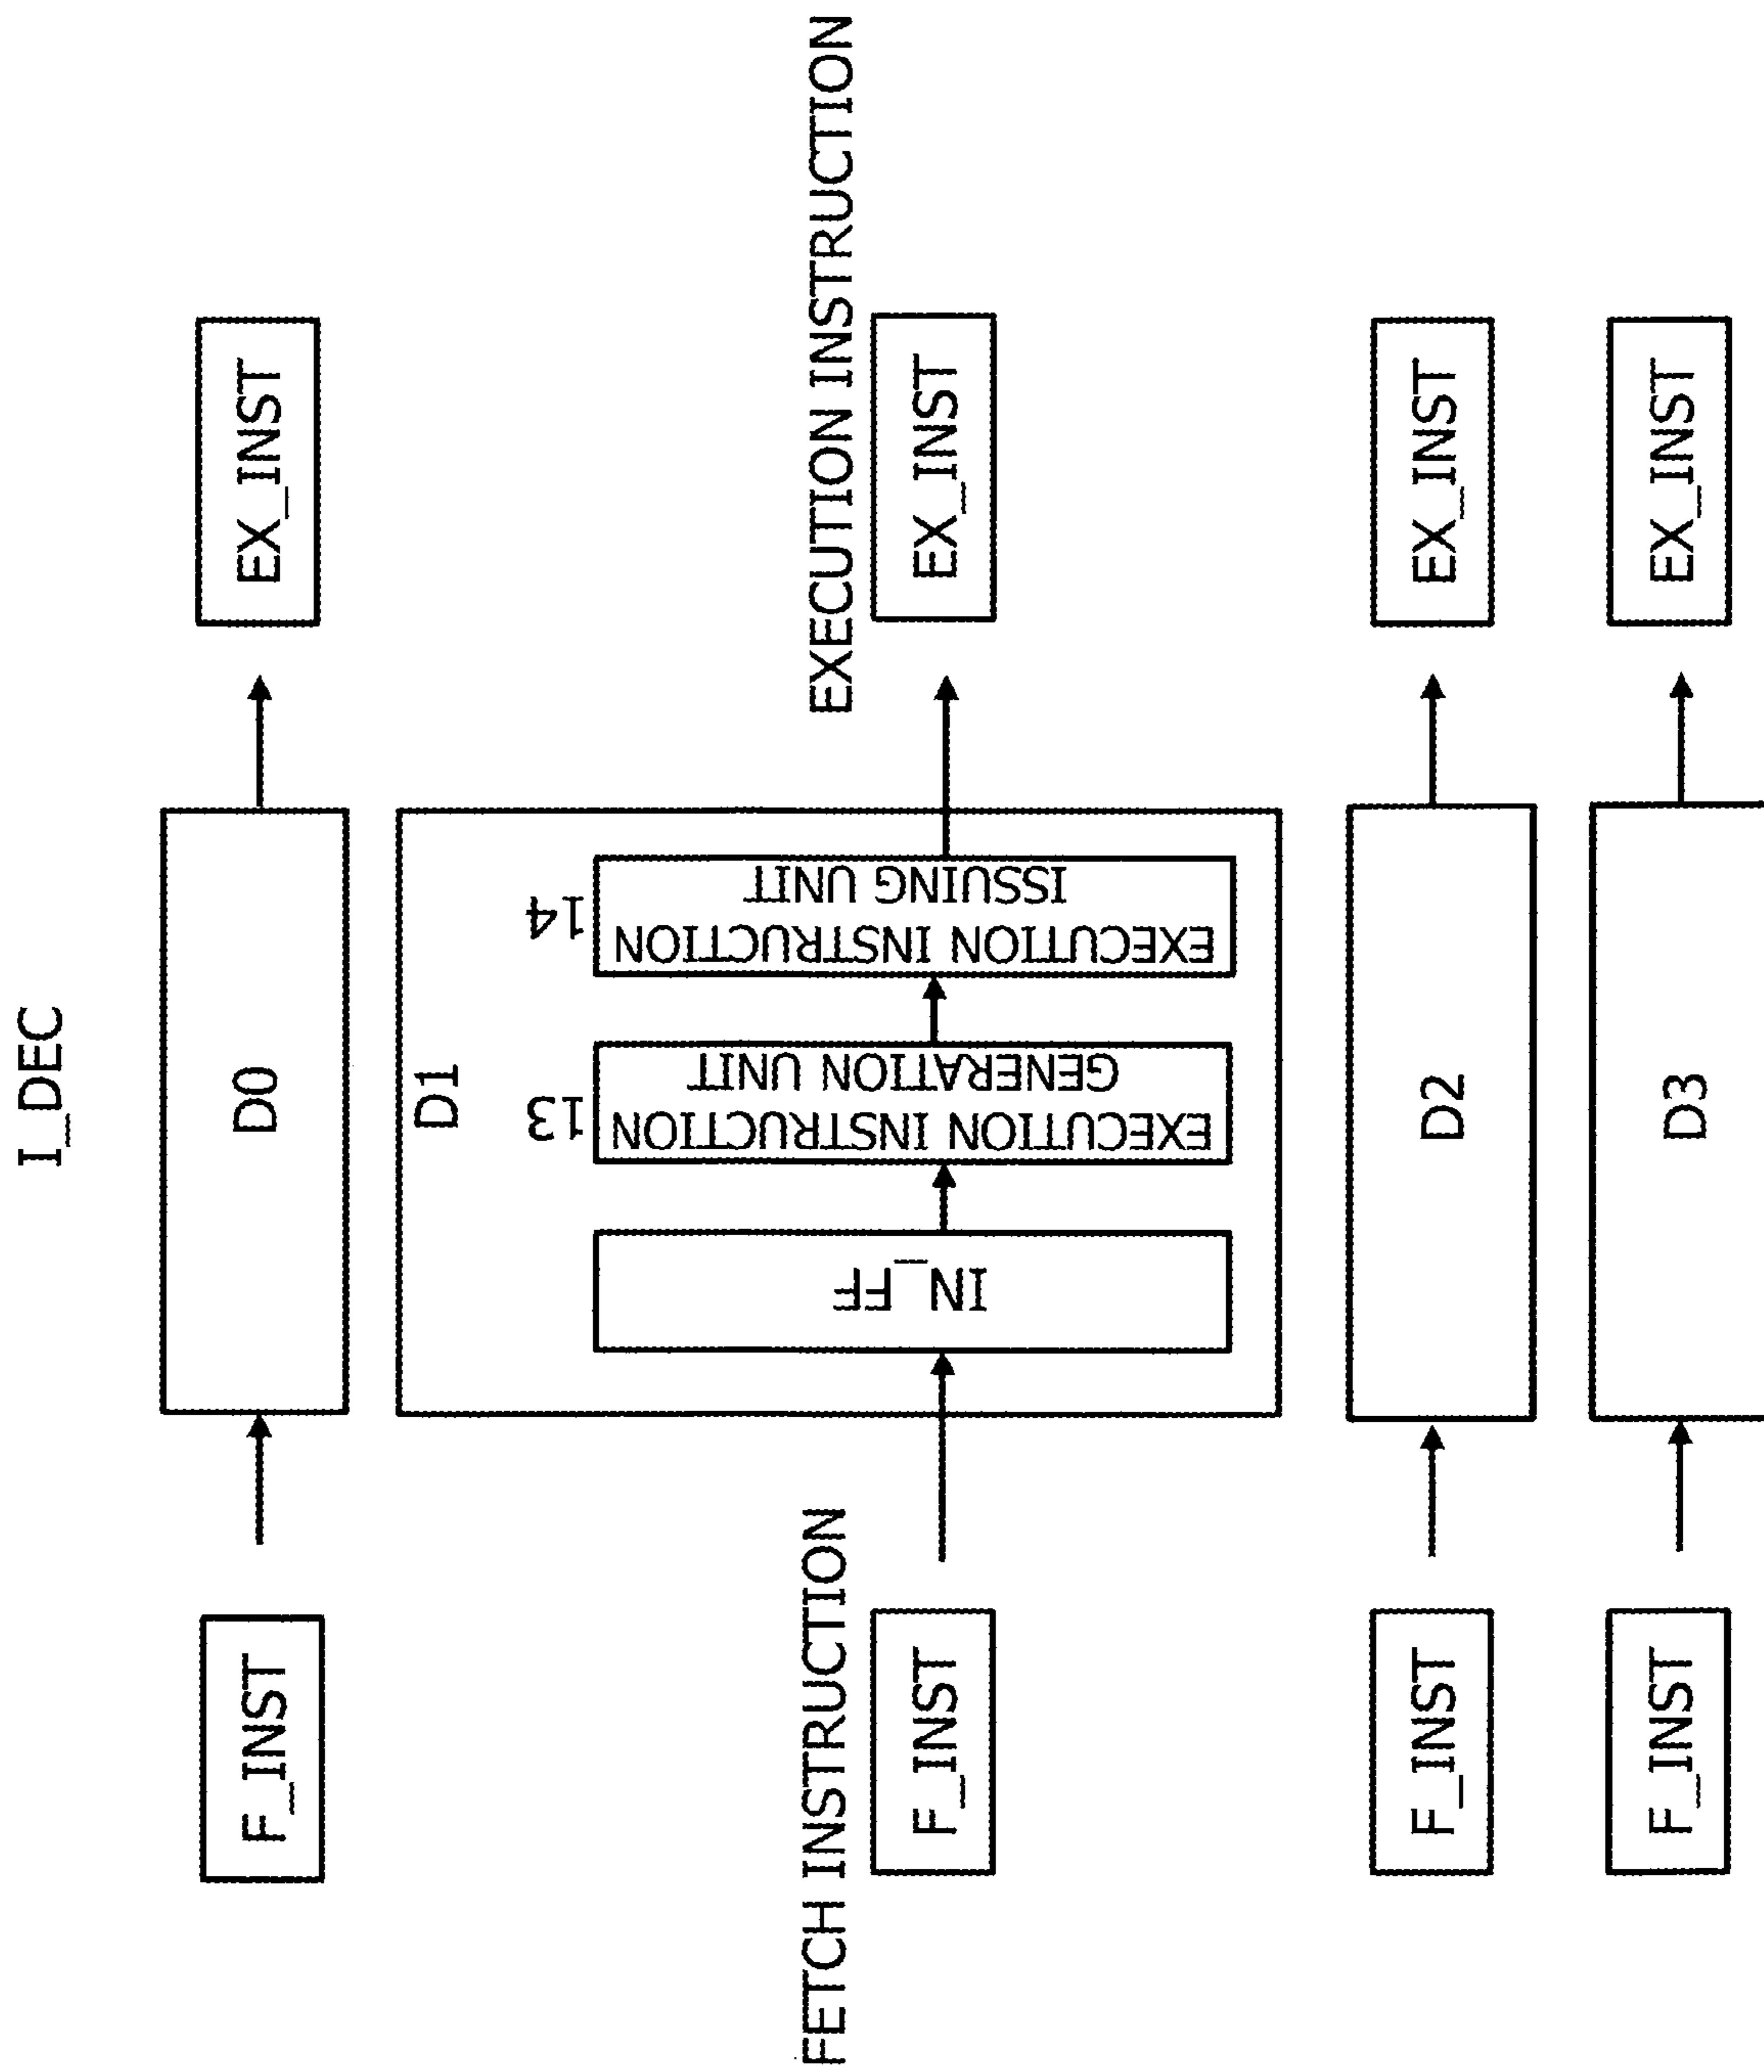 I_DEC
F_INST
D0
EX_INST
FETCH INSTRUCTION
F_INST
D1
IN_FF
13
EXECUTION INSTRUCTION
GENERATION UNIT
14
EXECUTION INSTRUCTION
ISSUING UNIT
EXECUTION INSTRUCTION
EX_INST
F_INST
D2
EX_INST
F_INST
D3
EX_INST